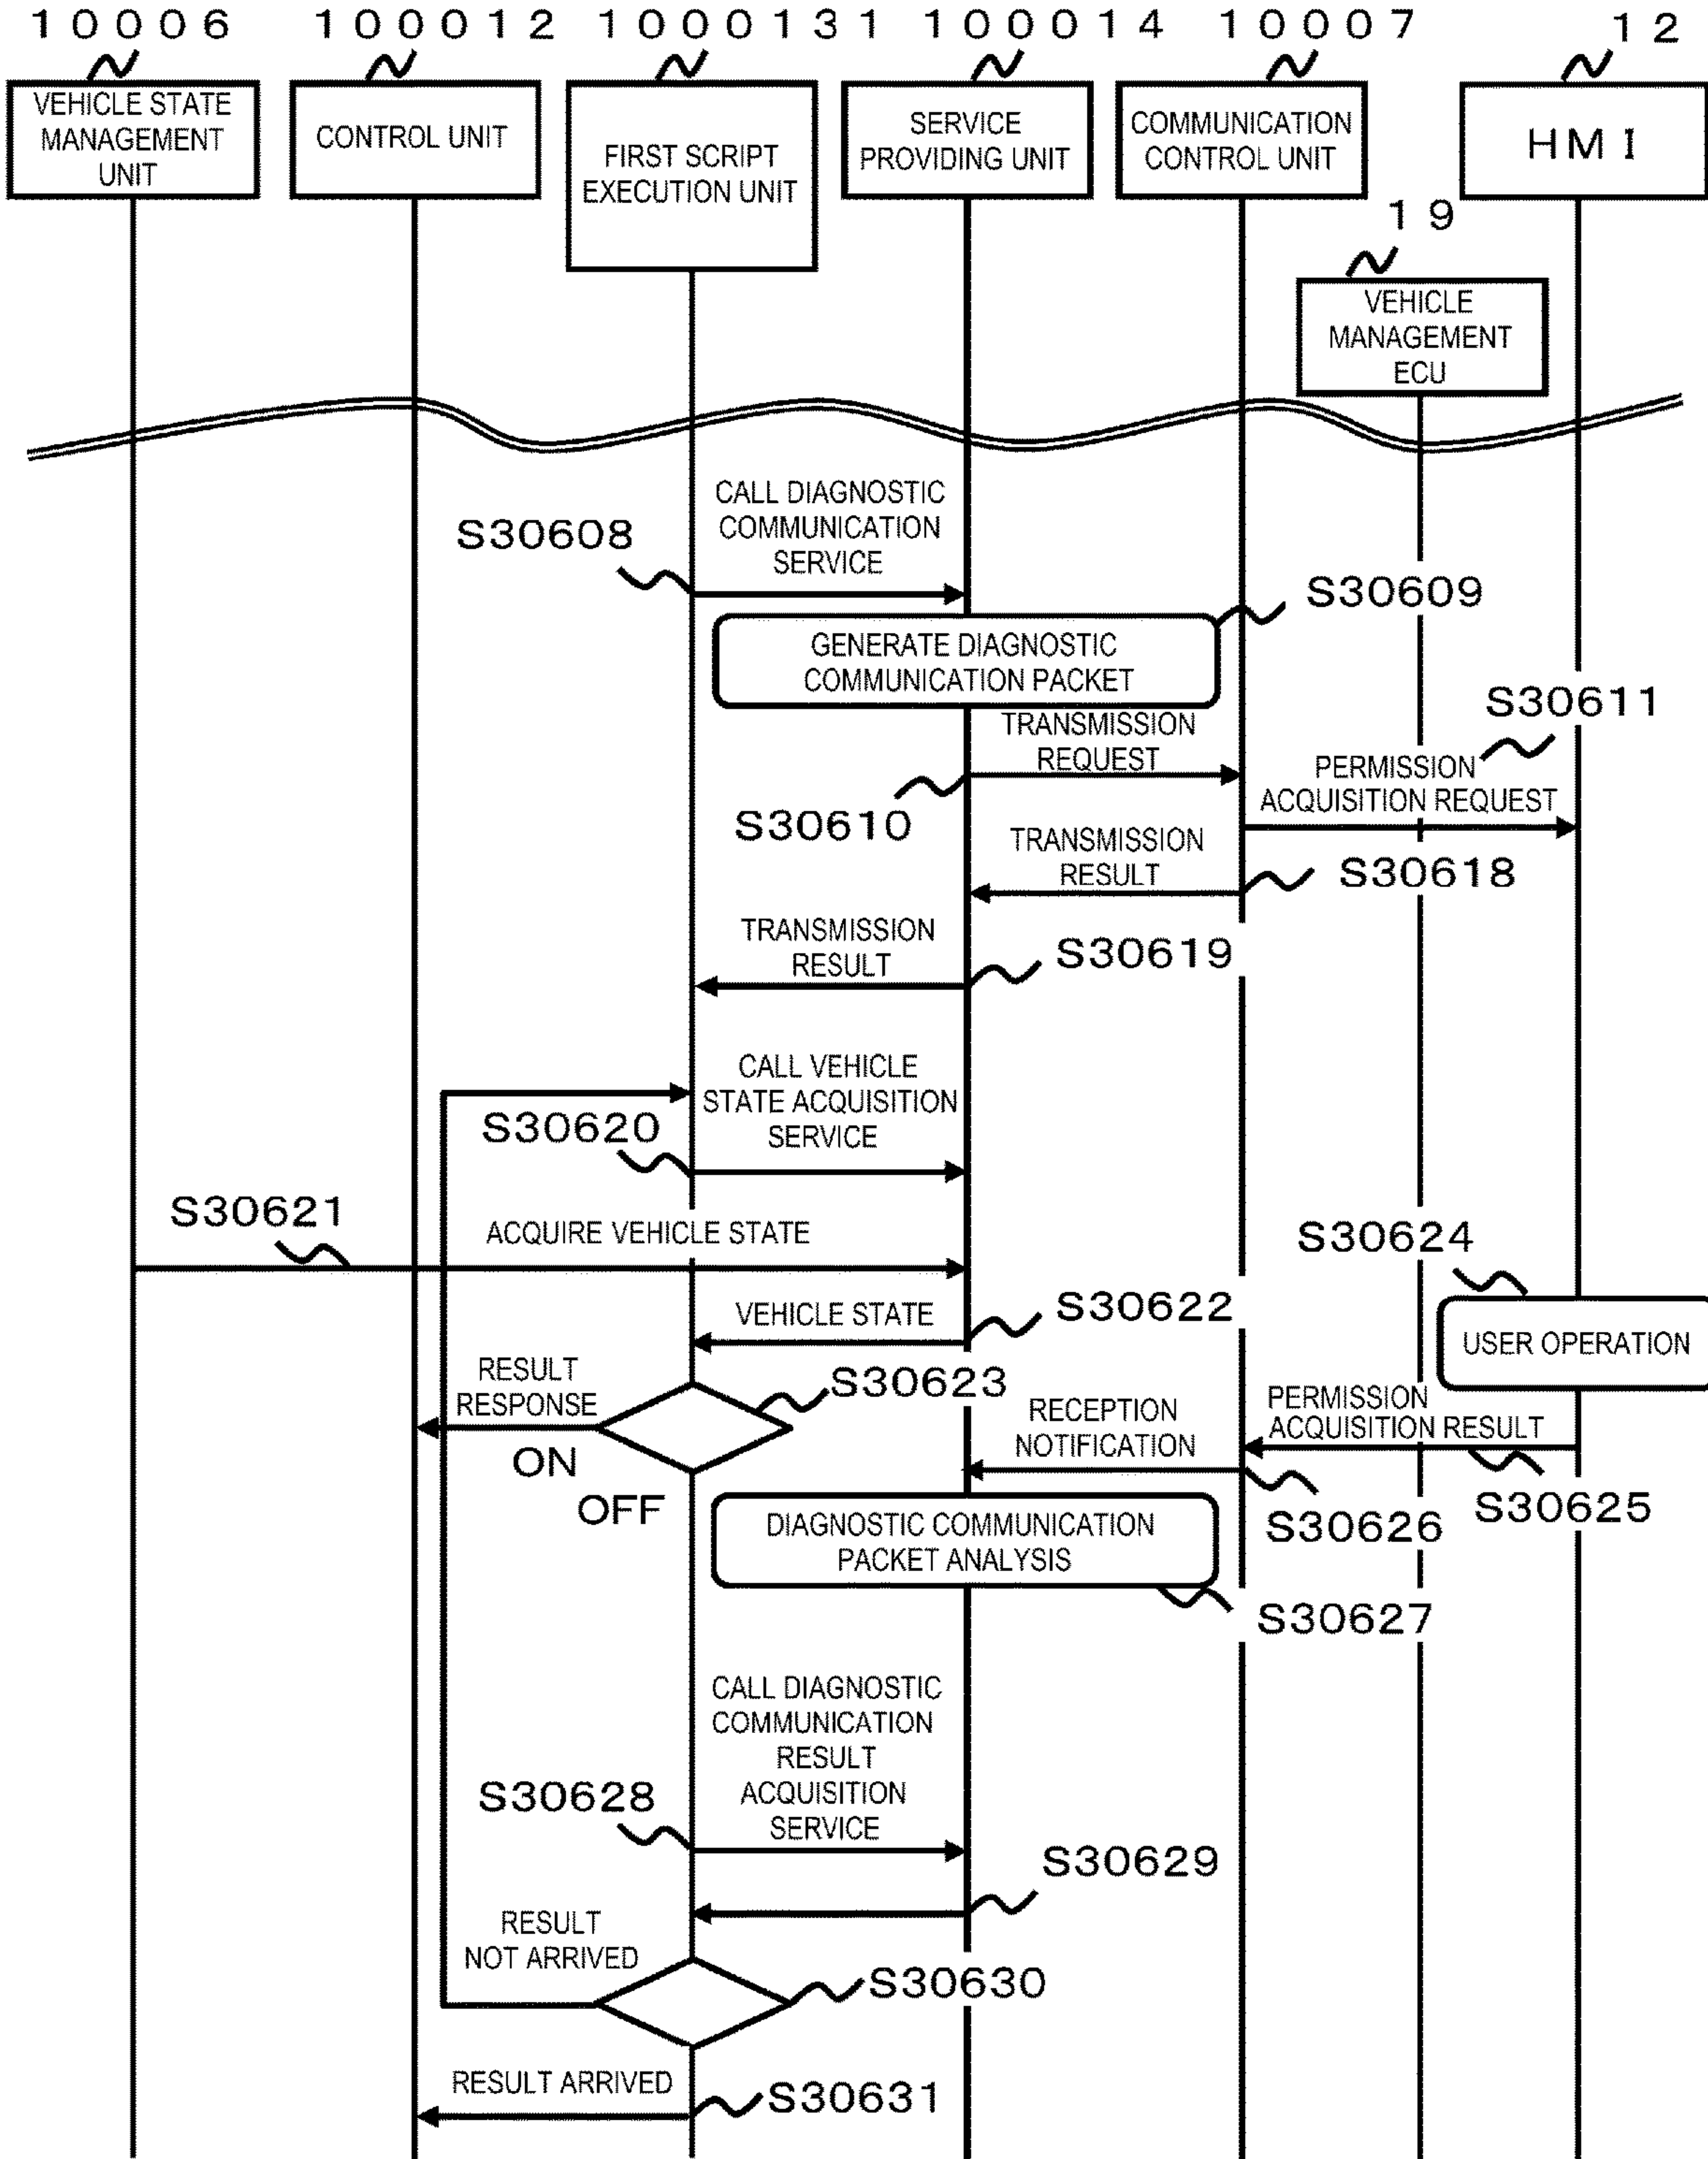 10006
100012
1000131
100014
10007
12
VEHICLE STATE
MANAGEMENT
UNIT
CONTROL UNIT
FIRST SCRIPT
EXECUTION UNIT
SERVICE
PROVIDING UNIT
COMMUNICATION
CONTROL UNIT
HMI
19
VEHICLE
MANAGEMENT
ECU
CALL DIAGNOSTIC
COMMUNICATION
SERVICE
S30608
S30609
GENERATE DIAGNOSTIC
COMMUNICATION PACKET
TRANSMISSION
REQUEST
S30610
S30611
PERMISSION
ACQUISITION REQUEST
TRANSMISSION
RESULT
S30618
TRANSMISSION
RESULT
S30619
CALL VEHICLE
STATE ACQUISITION
SERVICE
S30620
S30621
ACQUIRE VEHICLE STATE
VEHICLE STATE
S30622
S30624
USER OPERATION
RESULT
RESPONSE
S30623
ON
OFF
RECEPTION
NOTIFICATION
PERMISSION
ACQUISITION RESULT
S30625
S30626
DIAGNOSTIC COMMUNICATION
PACKET ANALYSIS
S30627
CALL DIAGNOSTIC
COMMUNICATION
RESULT
ACQUISITION
SERVICE
S30628
S30629
RESULT
NOT ARRIVED
S30630
RESULT ARRIVED
S30631